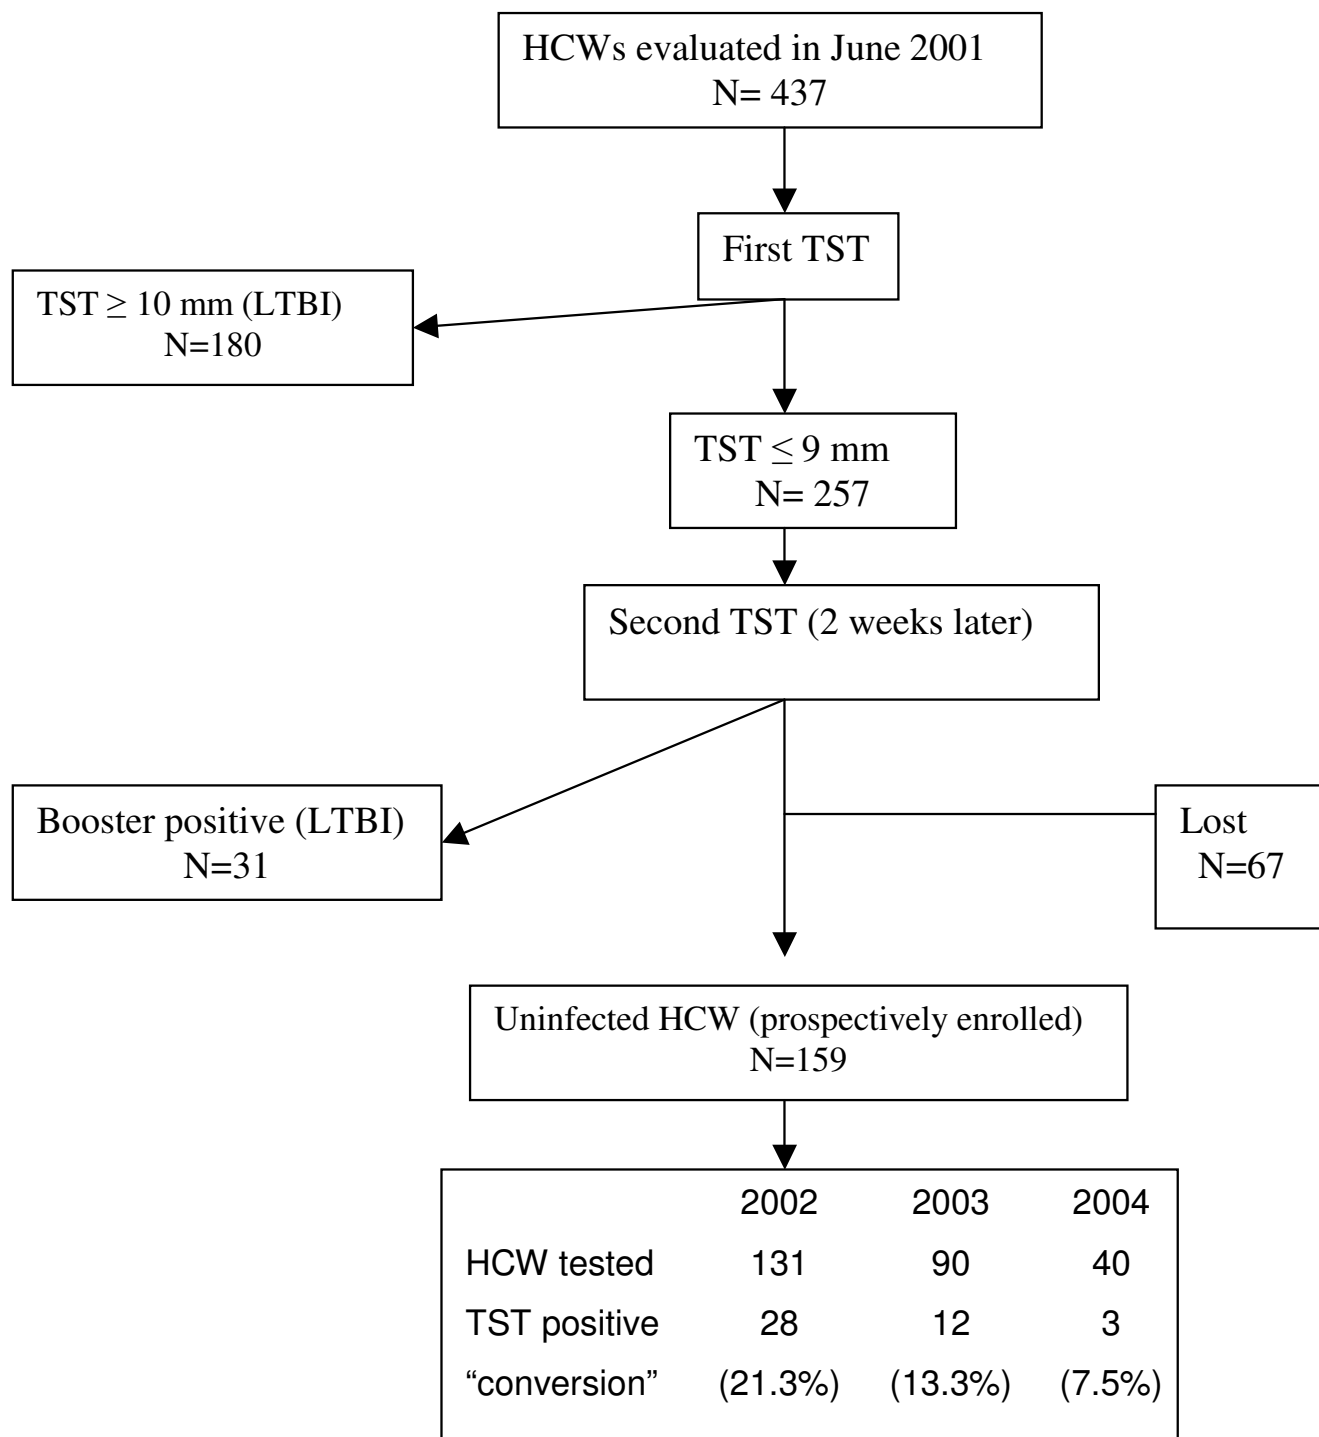 HCWs evaluated in June 2001
N= 437
First TST
TST ≥ 10 mm (LTBI)
N=180
TST ≤ 9 mm
N= 257
Second TST (2 weeks later)
Booster positive (LTBI)
N=31
Lost
N=67
Uninfected HCW (prospectively enrolled)
N=159
2002 2003 2004
HCW tested 131 90 40
TST positive 28 12 3
“conversion” (21.3%) (13.3%) (7.5%)